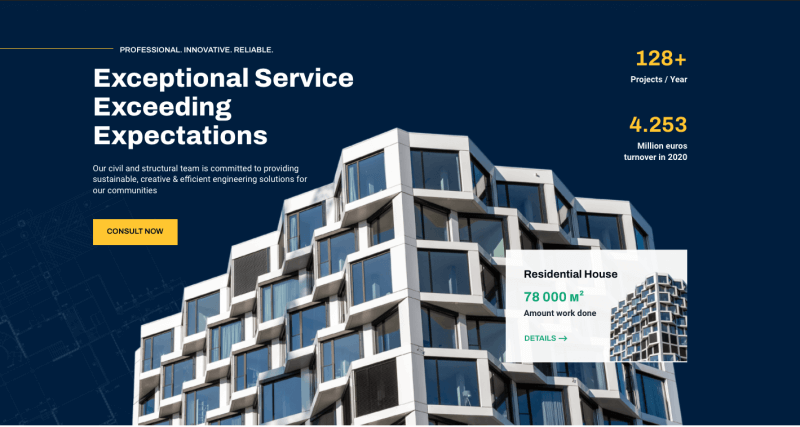 PROFESSIONAL. INNOVATIVE. RELIABLE.
Exceptional Service
Exceeding
Expectations
Our civil and structural team is committed to providing
sustainable, creative & efficient engineering solutions for
our communities
CONSULT NOW
128+
Projects / Year
4.253
Million euros
turnover in 2020
Residential House
78 000 м²
Amount work done
DETAILS →